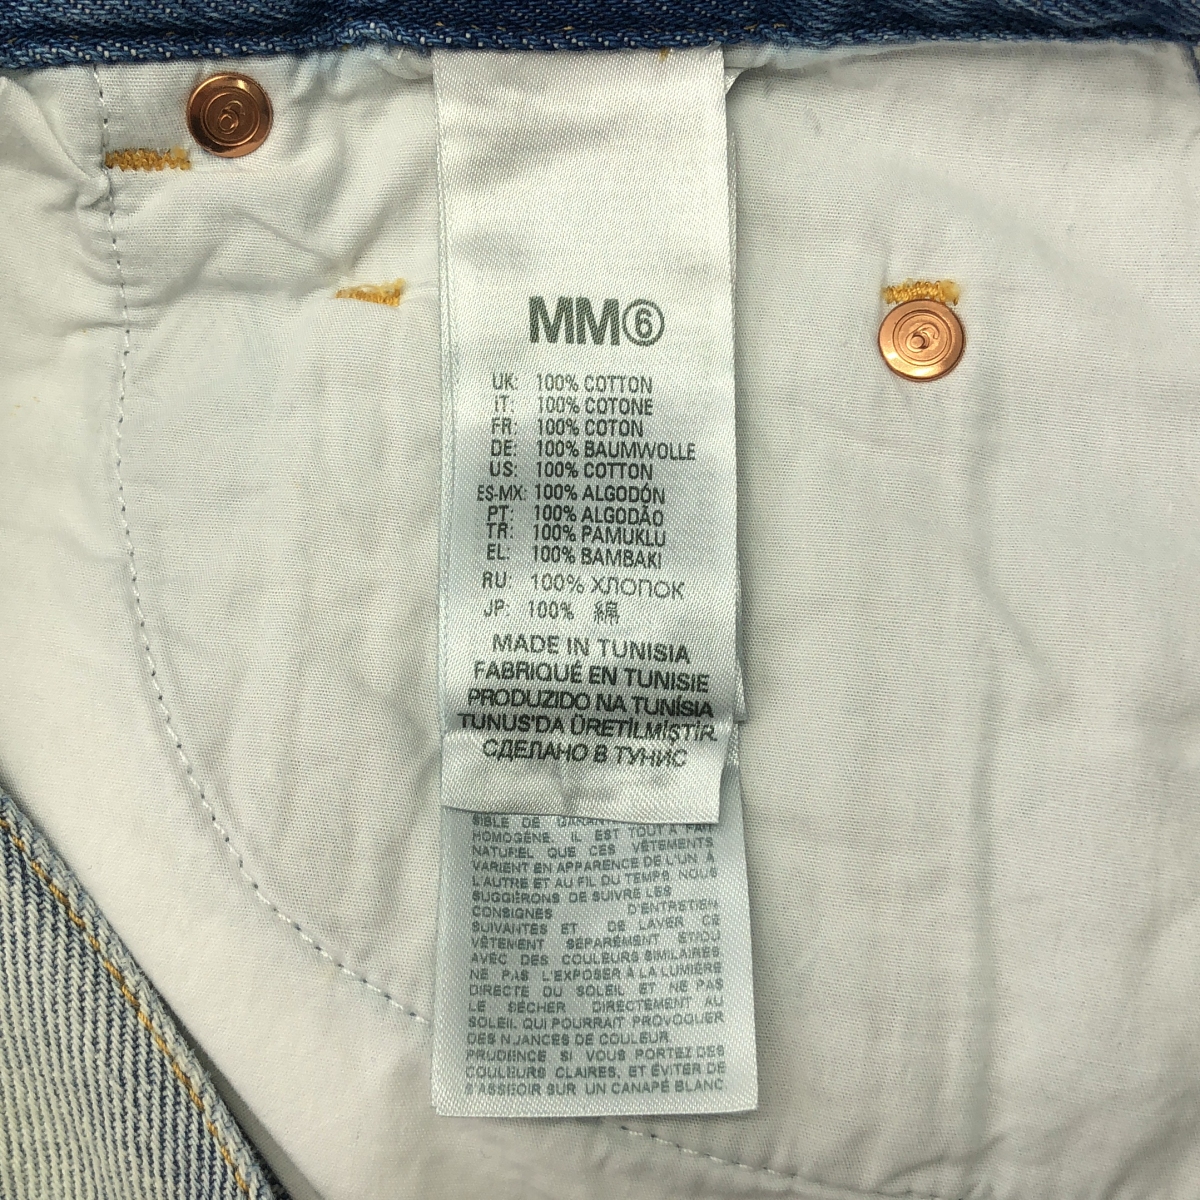 6
6
MM⑥
UK: 100% COTTON
IT: 100% COTONE
FR: 100% COTON
DE: 100% BAUMWOLLE
US: 100% COTTON
ES-MX: 100% ALGODÓN
PT: 100% ALGODÃO
TR: 100% PAMUKLU
EL: 100% BAMBAKI
RU: 100% ХЛОПОК
JP: 100% 綿
MADE IN TUNISIA
FABRIQUÉ EN TUNISIE
PRODUZIDO NA TUNÍSIA
TUNUS'DA ÜRETİLMİŞTİR
СДЕЛАНО В ТУНИС
SIBLE DE
HOMOGÈNE. IL EST TOUT A FAIT
NATUREL QUE CES VÊTEMENTS
VARIENT EN APPARENCE DE L'UN À
L'AUTRE ET AU FIL DU TEMPS. NOUS
SUGGÉRONS DE SUIVRE LES
CONSIGNES D'ENTRETIEN
SUIVANTES ET DE LAVER CE
VÊTEMENT SÉPARÉMENT ET/OU
AVEC DES COULEURS SIMILAIRES.
NE PAS L'EXPOSER À LA LUMIÈRE
DIRECTE DU SOLEIL ET NE PAS
LE SÉCHER DIRECTEMENT AU
SOLEIL QUI POURRAIT PROVOQUER
DES NUANCES DE COULEUR.
PRUDENCE SI VOUS PORTEZ DES
COULEURS CLAIRES, ET ÉVITER DE
S'ASSEOIR SUR UN CANAPÉ BLANC